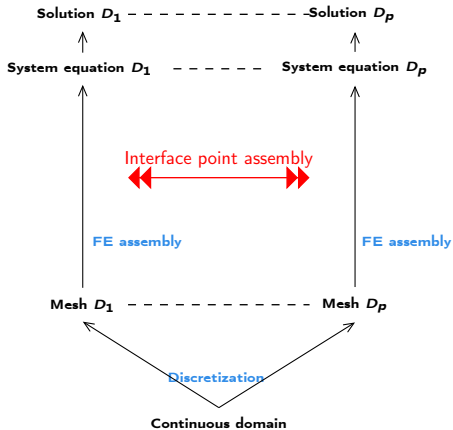 Solution D1
Solution Dp
System equation D1
System equation Dp
Interface point assembly
FE assembly
FE assembly
Mesh D1
Mesh Dp
Discretization
Continuous domain